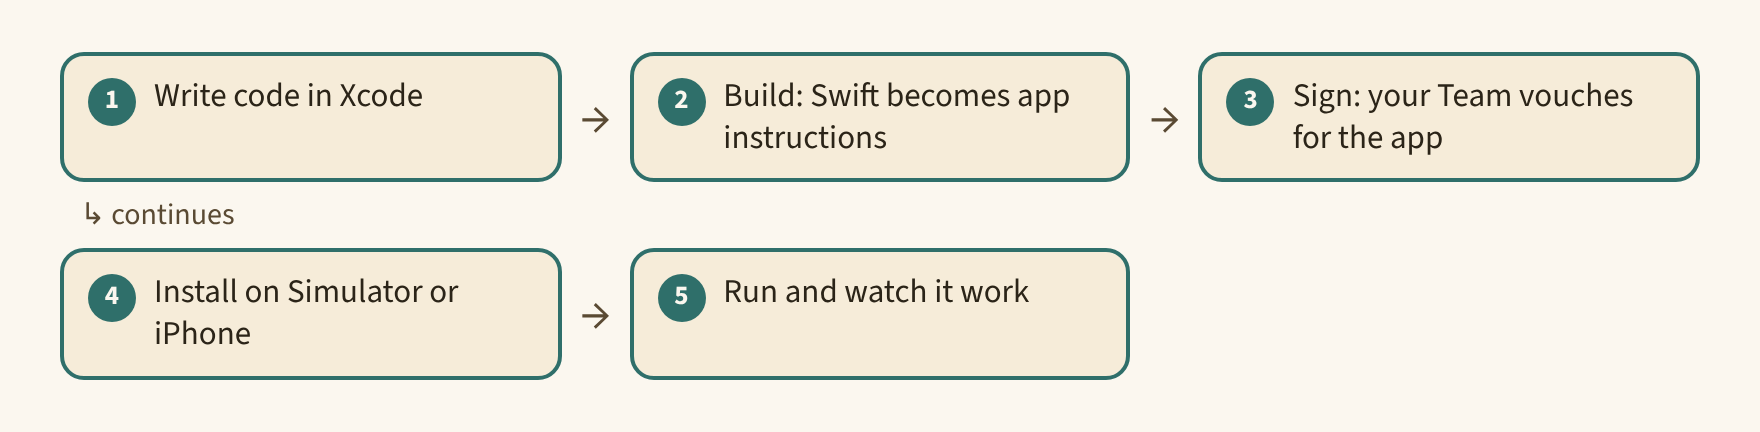 1 Write code in Xcode
→
2 Build: Swift becomes app
instructions
→
3 Sign: your Team vouches
for the app
↳ continues
4 Install on Simulator or
iPhone
→
5 Run and watch it work